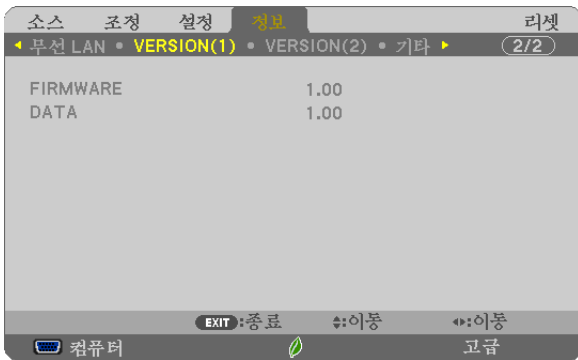 소스 조정 설정 정보 리셋
무선 LAN • VERSION(1) • VERSION(2) • 기타 2/2
FIRMWARE 1.00
DATA 1.00
EXIT:종료 :이동 :이동
컴퓨터 고급